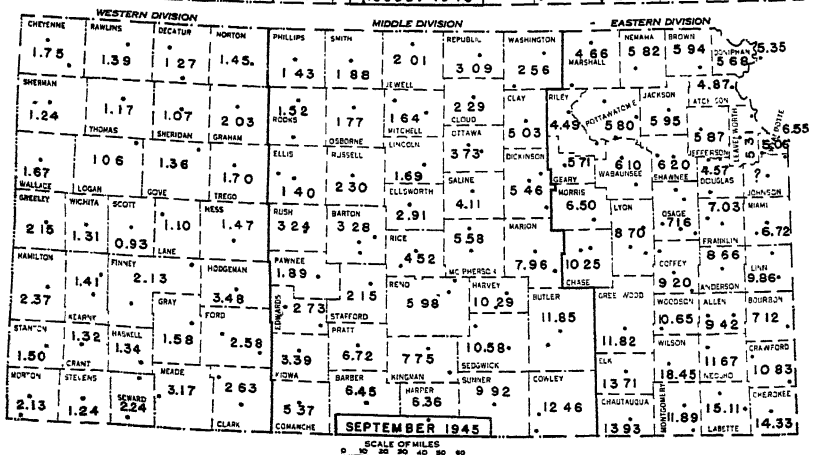 WESTERN DIVISION MIDDLE DIVISION EASTERN DIVISION
CHEYENNE RAWLINS DECATUR NORTON PHILLIPS SMITH REPUBLIC WASHINGTON NEMAHA BROWN DONIPHAN
1.75 1.39 1 27 1.45 1 43 1 88 2 01 3 09 2 56 4 66 5 82 5 94 5 68 5.35
JEWELL MARSHALL
SHERMAN CLAY RILEY POTTAWATOMIE JACKSON ATCHISON
1.24 1.17 1.07 2 03 1.52 1 77 1 64 2 29 5 03 4.49 5 80 5 95 4.87
THOMAS SHERIDAN GRAHAM ROOKS OSBORNE MITCHELL CLOUD
ELLIS RUSSELL LINCOLN OTTAWA DICKINSON JEFFERSON LEAVENWORTH WYANDOTTE
1.67 1 06 1.36 1.70 1 40 2 30 1.69 3 73 5 46 5.71 6 10 6 20 5 87 5 31 5.06 6.55
WALLACE LOGAN GOVE TREGO ELLSWORTH SALINE GEARY WABAUNSEE SHAWNEE DOUGLAS JOHNSON
4.57 ?
GREELEY WICHITA SCOTT LANE NESS RUSH BARTON RICE MARION MORRIS LYON OSAGE FRANKLIN MIAMI
2 15 1.31 0.93 1.10 1.47 3 24 3 28 2.91 4.11 6.50 8 70 7 16 7.03 6.72
HAMILTON KEARNY FINNEY HODGEMAN PAWNEE MC PHERSON CHASE COFFEY ANDERSON LINN
2.37 1.41 2.13 3.48 1.89 4 52 5 58 7.96 10 25 9 20 8 66 9.86
GRAY FORD EDWARDS STAFFORD RENO HARVEY BUTLER GREENWOOD WOODSON ALLEN BOURBON
1.58 2.58 2 73 2 15 5 98 10 29 11.85 11.82 10.65 9 42 7 12
STANTON GRANT HASKELL KIOWA PRATT KINGMAN SEDGWICK ELK WILSON NEOSHO CRAWFORD
1.50 1.32 1.34 3.39 6.72 7 75 10.58 13 71 18.45 11 67 10 83
MORTON STEVENS SEWARD MEADE CLARK COMANCHE BARBER HARPER SUMNER COWLEY CHAUTAUQUA MONTGOMERY LABETTE CHEROKEE
2.13 1.24 2.24 3.17 2 63 5 37 6.45 6.36 9 92 12 46 13 93 11.89 15.11 14.33
SEPTEMBER 1945
SCALE OF MILES
0 10 20 30 40 50 60